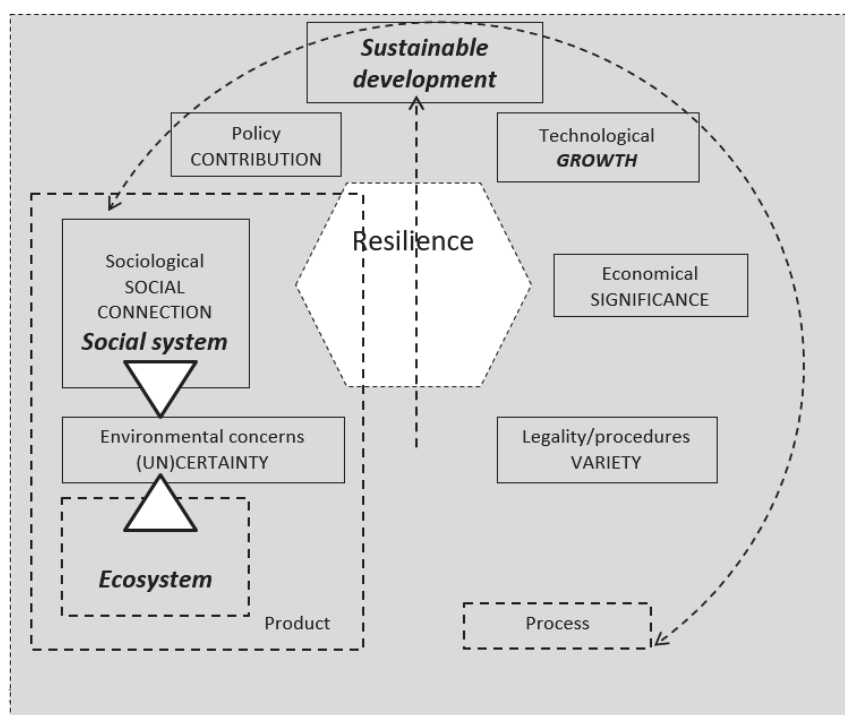 Sustainable
development
Policy
CONTRIBUTION
Technological
GROWTH
Resilience
Sociological
SOCIAL
CONNECTION
Social system
Economical
SIGNIFICANCE
Environmental concerns
(UN)CERTAINTY
Legality/procedures
VARIETY
Ecosystem
Product
Process